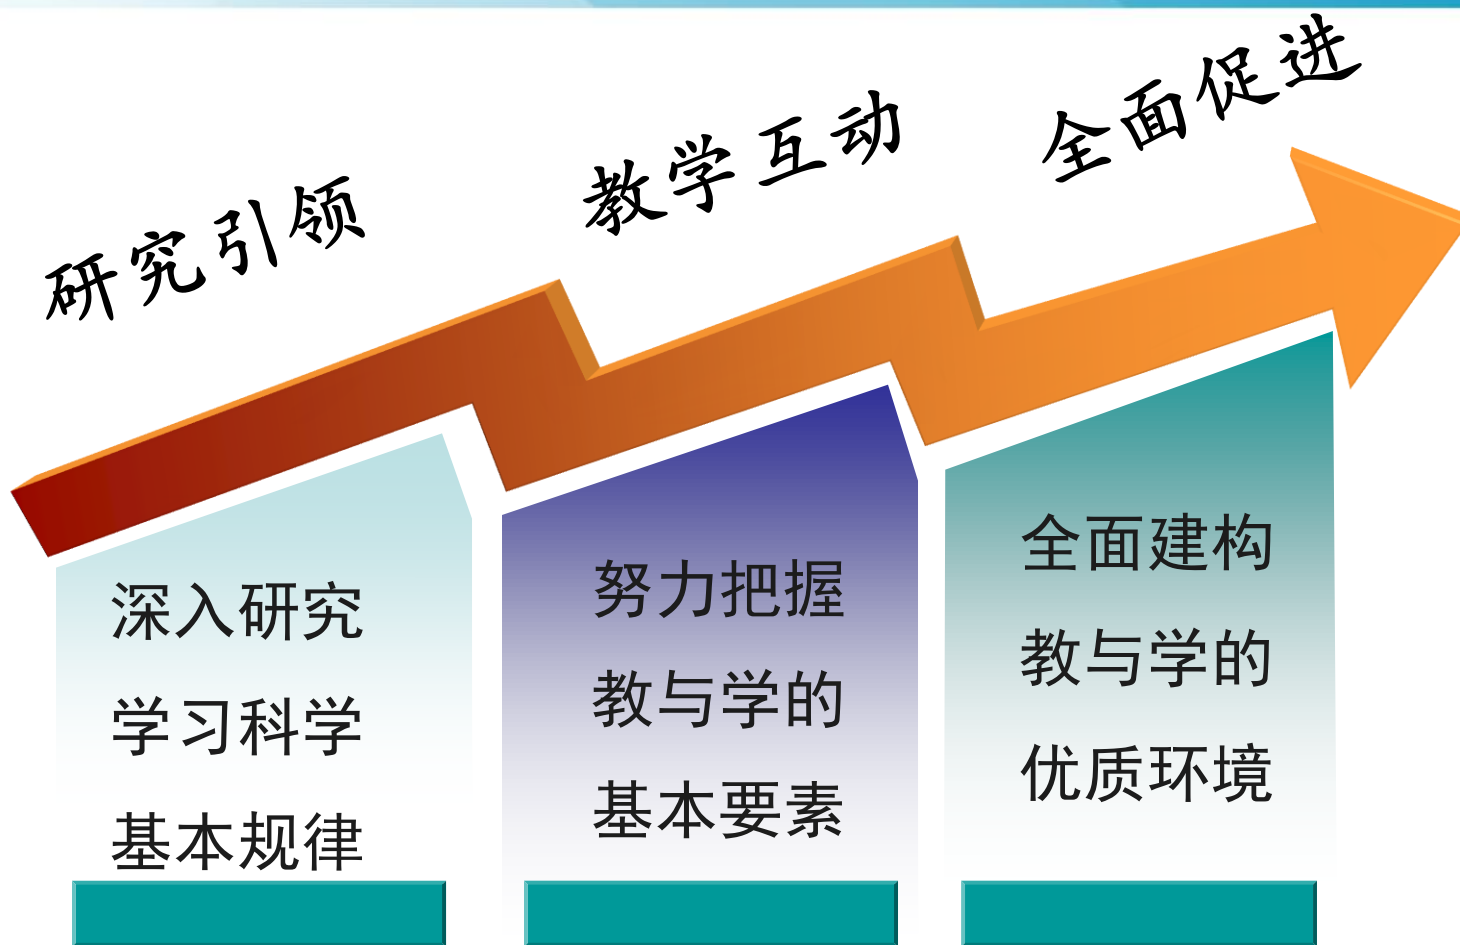 研究引领
教学互动
全面促进
深入研究
学习科学
基本规律
努力把握
教与学的
基本要素
全面建构
教与学的
优质环境